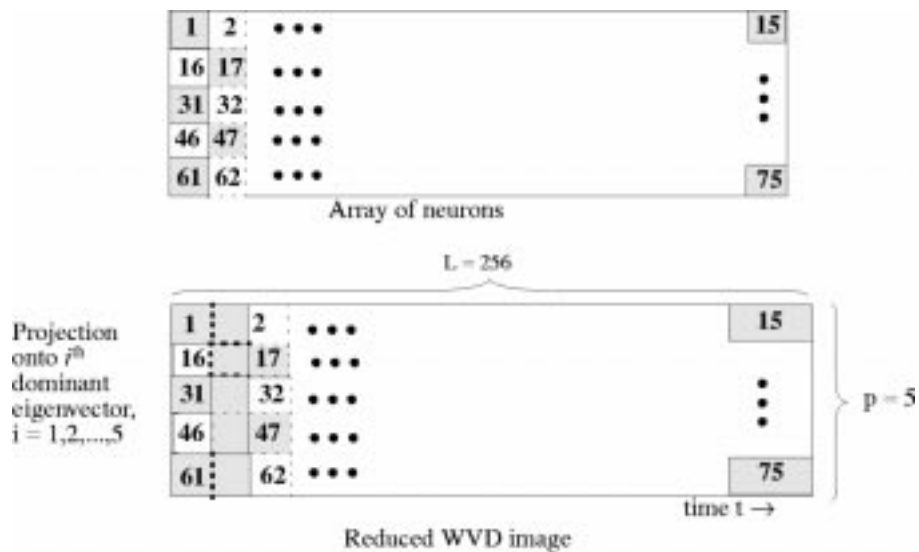 1 2 15
16 17
31 32
46 47
61 62 75
Array of neurons
L = 256
1 2 15
Projection
onto iᵗʰ
16 17
dominant
31 32
eigenvector,
p = 5
i = 1,2,...,5
46 47
61 62 75
time t →
Reduced WVD image